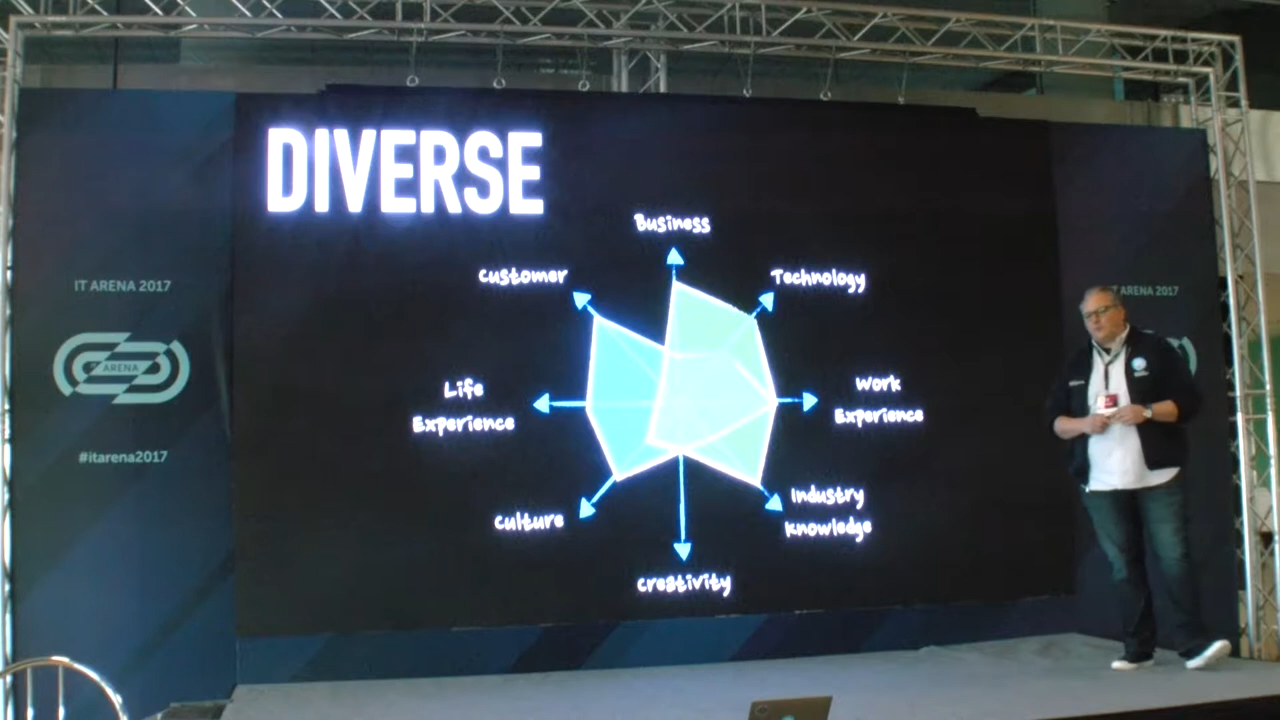 DIVERSE
Business
Customer
Technology
Life
Experience
Work
Experience
Culture
Industry
Knowledge
Creativity
IT ARENA 2017
IT ARENA
#itarena2017
IT ARENA 2017